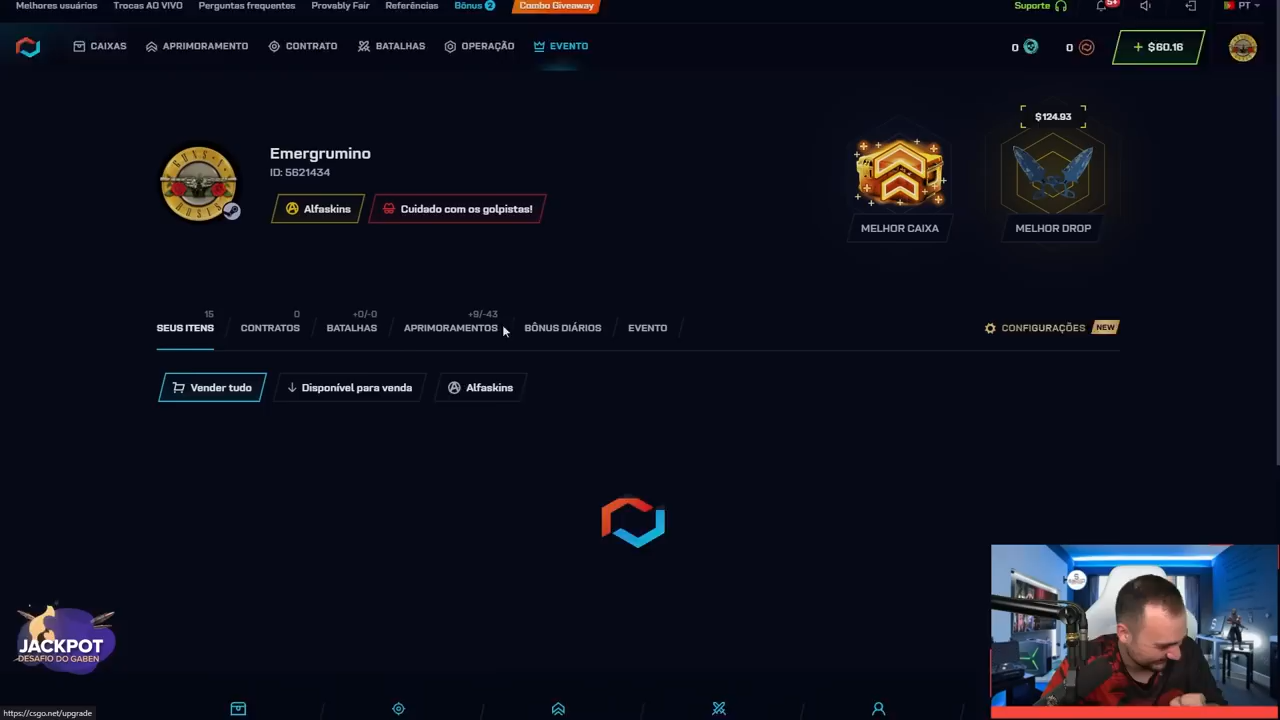 Melhores usuários Trocas AO VIVO Perguntas frequentes Provably Fair Referências Bônus 2 Combo Giveaway Suporte 5+ PT
CAIXAS APRIMORAMENTO CONTRATO BATALHAS OPERAÇÃO EVENTO 0 0 + $60.16
$124.93
Emergrumino
ID: 5621434
Alfaskins Cuidado com os golpistas!
MELHOR CAIXA MELHOR DROP
15 0 +0/-0 +9/-43
SEUS ITENS CONTRATOS BATALHAS APRIMORAMENTOS BÔNUS DIÁRIOS EVENTO CONFIGURAÇÕES NEW
Vender tudo Disponível para venda Alfaskins
JACKPOT
DESAFIO DO GABEN
https://csgo.net/upgrade